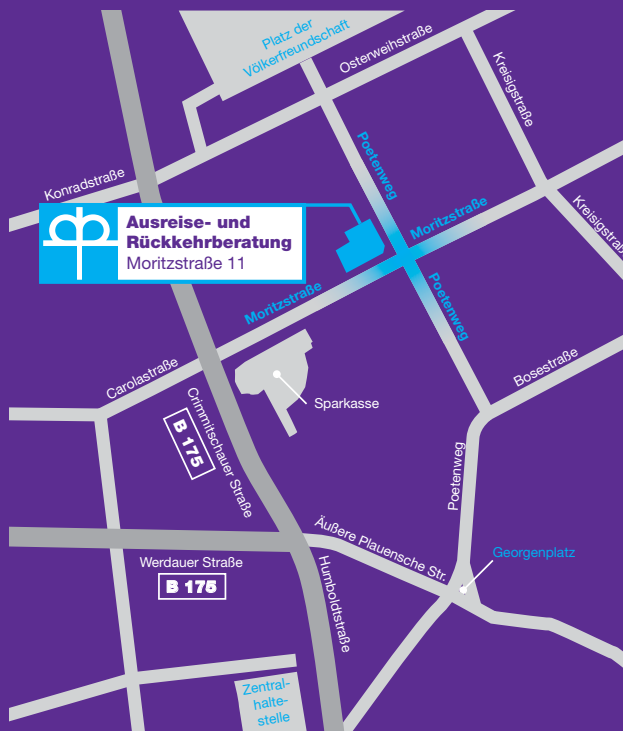 Platz der
Völkerfreundschaft
Osterweihstraße
Kreisigstraße
Konradstraße
Poetenweg
Ausreise- und
Rückkehrberatung
Moritzstraße 11
Moritzstraße
Kreisigstraße
Moritzstraße
Poetenweg
Carolastraße
Bosestraße
Sparkasse
Crimmitschauer Straße
B 175
Poetenweg
Äußere Plauensche Str.
Georgenplatz
Werdauer Straße
B 175
Humboldtstraße
Zentral-
halte-
stelle